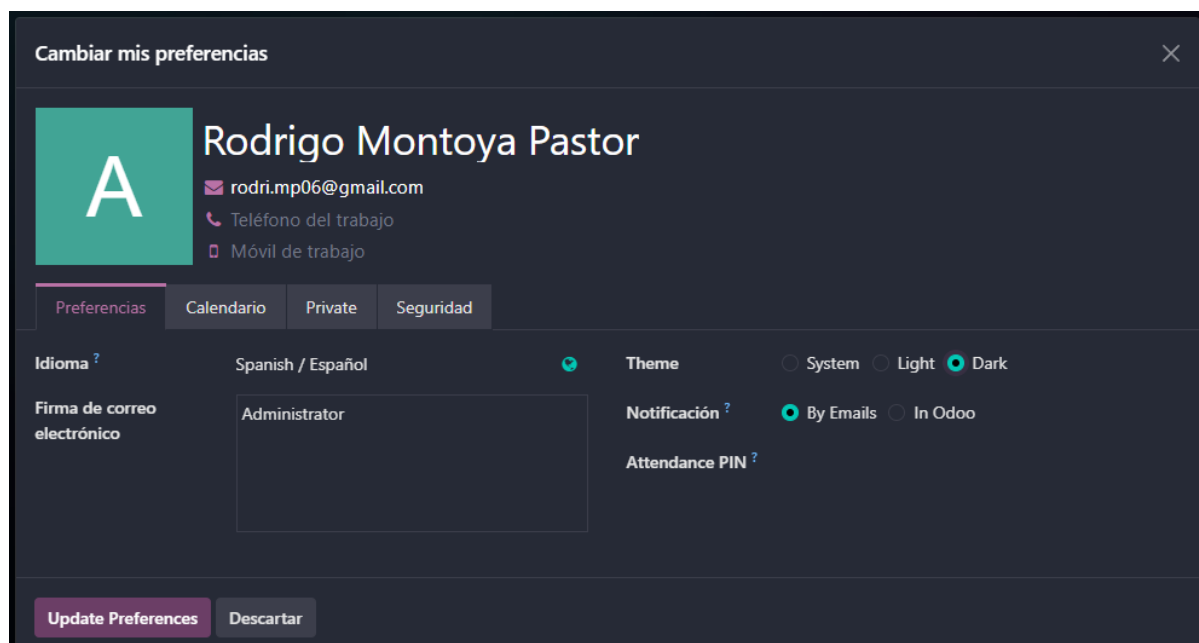 Cambiar mis preferencias
A
Rodrigo Montoya Pastor
rodri.mp06@gmail.com
Teléfono del trabajo
Móvil de trabajo
Preferencias Calendario Private Seguridad
Idioma ? Spanish / Español
Firma de correo
electrónico
Administrator
Theme System Light Dark
Notificación ? By Emails In Odoo
Attendance PIN ?
Update Preferences Descartar